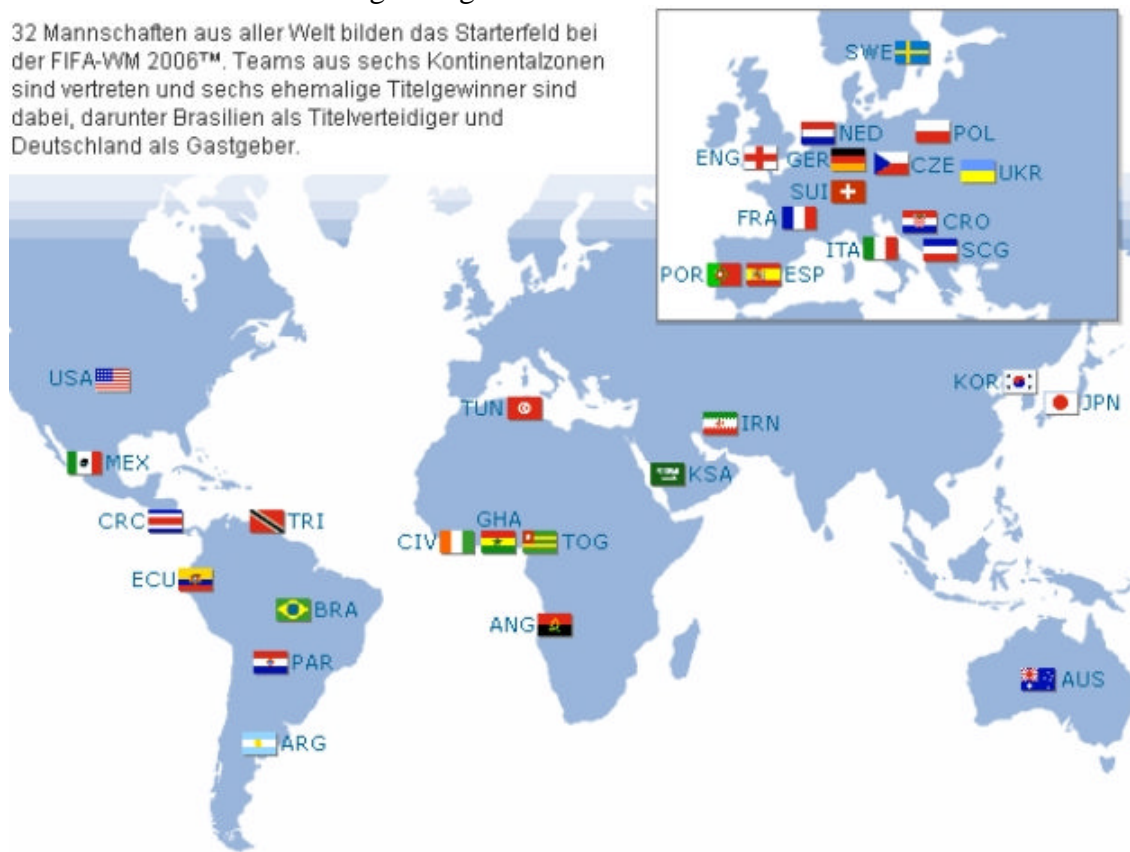 32 Mannschaften aus aller Welt bilden das Starterfeld bei
der FIFA-WM 2006™. Teams aus sechs Kontinentalzonen
sind vertreten und sechs ehemalige Titelgewinner sind
dabei, darunter Brasilien als Titelverteidiger und
Deutschland als Gastgeber.
SWE
NED
POL
ENG
GER
CZE
UKR
SUI
FRA
CRO
ITA
SCG
POR
ESP
USA
KOR
JPN
TUN
IRN
MEX
KSA
CRC
TRI
GHA
CIV
TOG
ECU
BRA
ANG
PAR
AUS
ARG